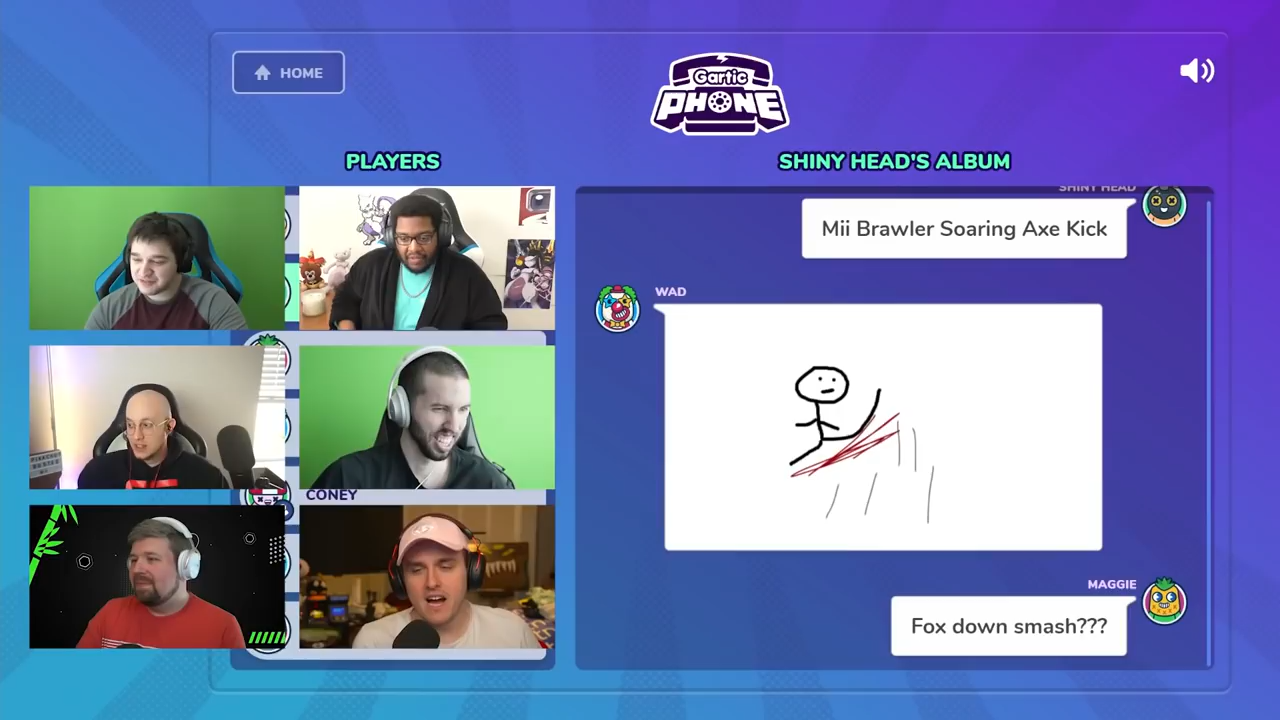 HOME
Gartic
PHONE
PLAYERS
SHINY HEAD'S ALBUM
SHINY HEAD
Mii Brawler Soaring Axe Kick
WAD
CONEY
MAGGIE
Fox down smash???